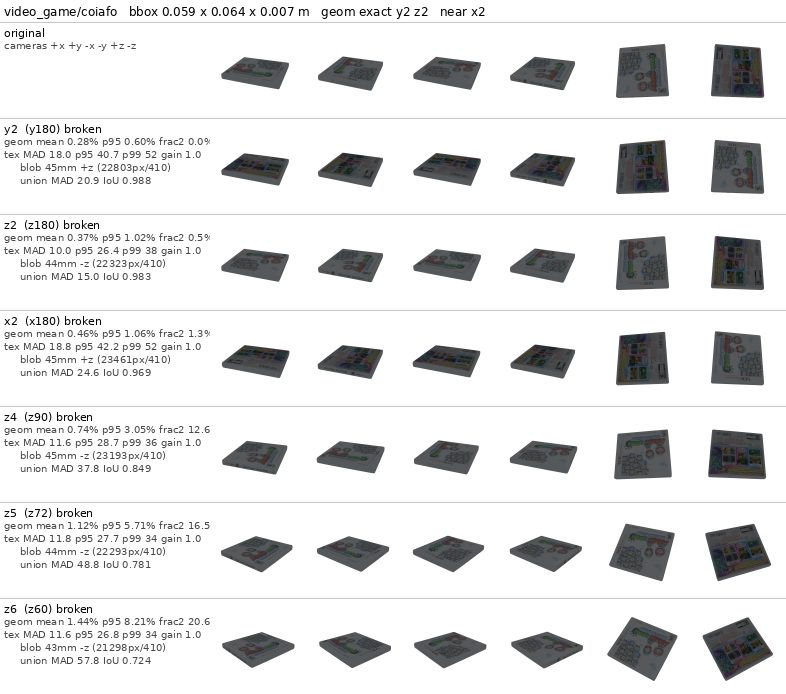 video_game/coiafo bbox 0.059 x 0.064 x 0.007 m geom exact y2 z2 near x2
original
cameras +x +y -x -y +z -z
y2 (y180) broken
geom mean 0.28% p95 0.60% frac2 0.0%
tex MAD 18.0 p95 40.7 p99 52 gain 1.0
blob 45mm +z (22803px/410)
union MAD 20.9 IoU 0.988
z2 (z180) broken
geom mean 0.37% p95 1.02% frac2 0.5%
tex MAD 10.0 p95 26.4 p99 38 gain 1.0
blob 44mm -z (22323px/410)
union MAD 15.0 IoU 0.983
x2 (x180) broken
geom mean 0.46% p95 1.06% frac2 1.3%
tex MAD 18.8 p95 42.2 p99 52 gain 1.0
blob 45mm +z (23461px/410)
union MAD 24.6 IoU 0.969
z4 (z90) broken
geom mean 0.74% p95 3.05% frac2 12.6
tex MAD 11.6 p95 28.7 p99 36 gain 1.0
blob 45mm -z (23193px/410)
union MAD 37.8 IoU 0.849
z5 (z72) broken
geom mean 1.12% p95 5.71% frac2 16.5
tex MAD 11.8 p95 27.7 p99 34 gain 1.0
blob 44mm -z (22293px/410)
union MAD 48.8 IoU 0.781
z6 (z60) broken
geom mean 1.44% p95 8.21% frac2 20.6
tex MAD 11.6 p95 26.8 p99 34 gain 1.0
blob 43mm -z (21298px/410)
union MAD 57.8 IoU 0.724